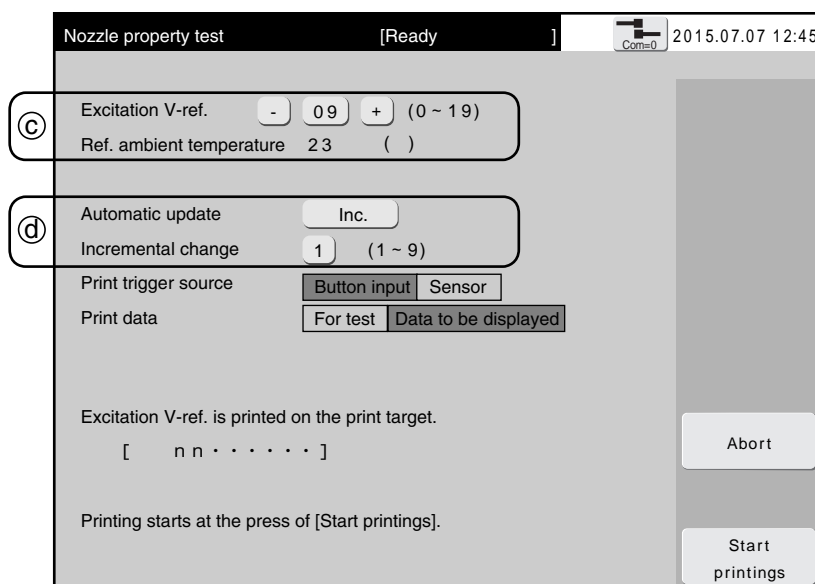 Nozzle property test [Ready ] Com=0 2015.07.07 12:45
ⓒ Excitation V-ref. - 09 + (0~19)
Ref. ambient temperature 23 ( )
ⓓ Automatic update Inc.
Incremental change 1 (1~9)
Print trigger source Button input Sensor
Print data For test Data to be displayed
Excitation V-ref. is printed on the print target.
[ nn・・・・・・]
Abort
Printing starts at the press of [Start printings].
Start
printings